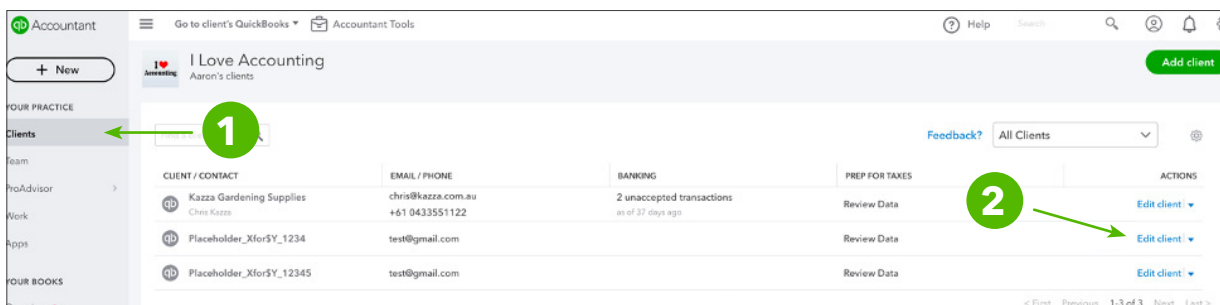 qb Accountant
Go to client's QuickBooks
Accountant Tools
? Help
Search
+ New
I ❤ Accounting
I Love Accounting
Aaron's clients
Add client
YOUR PRACTICE
Clients
1
Feedback?
All Clients
Team
ProAdvisor
Work
Apps
YOUR BOOKS
CLIENT / CONTACT
EMAIL / PHONE
BANKING
PREP FOR TAXES
ACTIONS
qb Kazza Gardening Supplies
Chris Kazza
chris@kazza.com.au
+61 0433551122
2 unaccepted transactions
as of 37 days ago
Review Data
Edit client
2
qb Placeholder_Xfor$Y_1234
test@gmail.com
Review Data
Edit client
qb Placeholder_Xfor$Y_12345
test@gmail.com
Review Data
Edit client
< First Previous 1-3 of 3 Next Last >